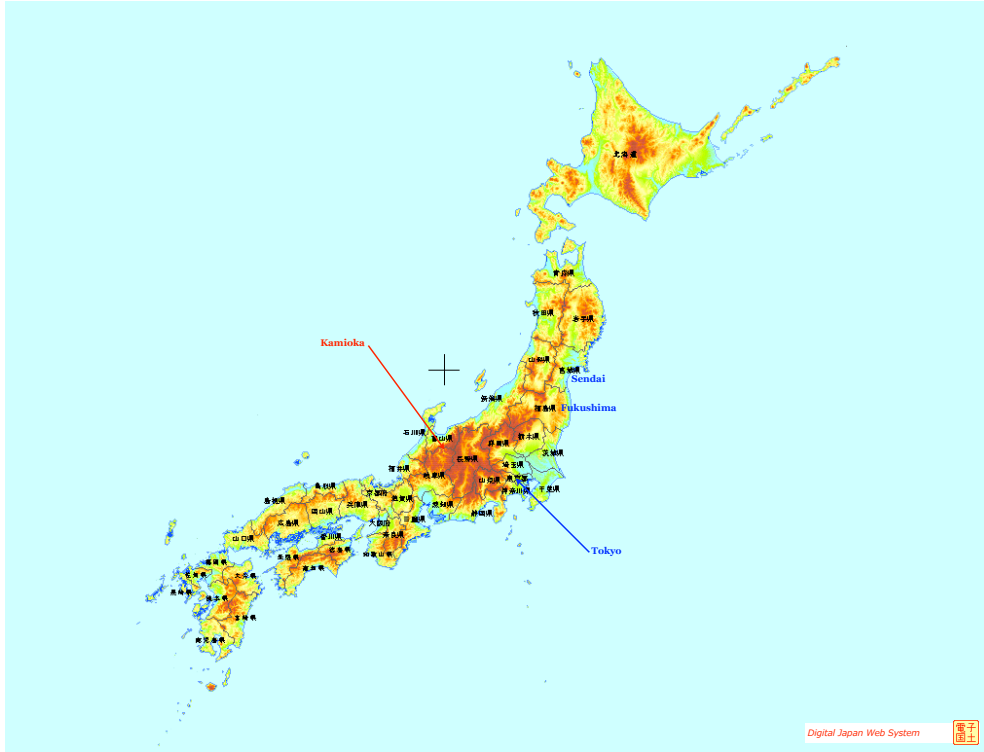 北海道
青森県
秋田県
岩手県
Kamioka
山形県
宮城県
Sendai
新潟県
福島県
Fukushima
石川県
富山県
群馬県
栃木県
長野県
茨城県
福井県
岐阜県
埼玉県
山梨県
東京都
神奈川県
千葉県
鳥取県
京都府
島根県
岡山県
兵庫県
滋賀県
愛知県
静岡県
広島県
大阪府
三重県
山口県
香川県
奈良県
Tokyo
愛媛県
徳島県
和歌山県
福岡県
高知県
佐賀県
大分県
長崎県
熊本県
宮崎県
鹿児島県
Digital Japan Web System
電子
国土